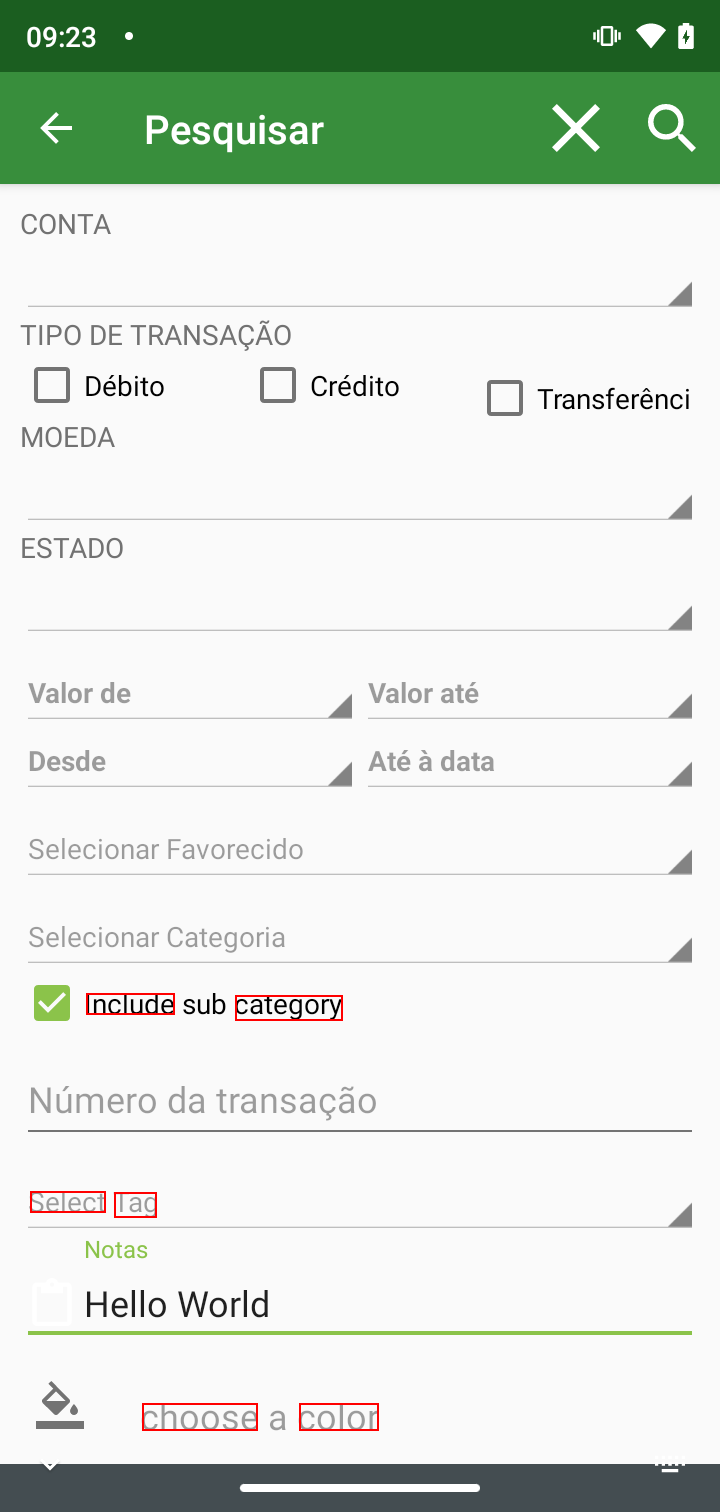 09:23
Pesquisar
CONTA
TIPO DE TRANSAÇÃO
Débito Crédito Transferênci
MOEDA
ESTADO
Valor de Valor até
Desde Até à data
Selecionar Favorecido
Selecionar Categoria
Include sub category
Número da transação
Select Tag
Notas
Hello World
choose a color